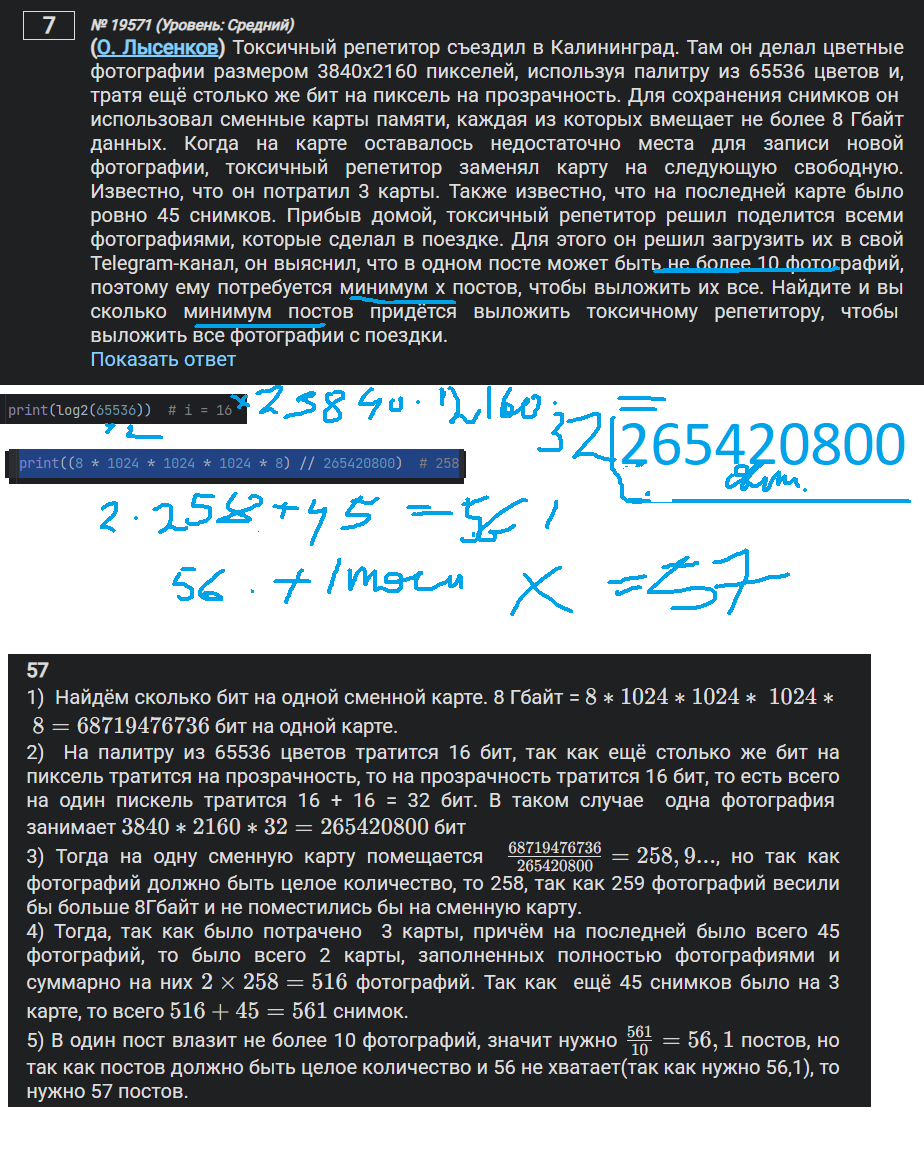 7
№ 19571 (Уровень: Средний)
(О. Лысенков) Токсичный репетитор съездил в Калининград. Там он делал цветные
фотографии размером 3840x2160 пикселей, используя палитру из 65536 цветов и,
тратя ещё столько же бит на пиксель на прозрачность. Для сохранения снимков он
использовал сменные карты памяти, каждая из которых вмещает не более 8 Гбайт
данных. Когда на карте оставалось недостаточно места для записи новой
фотографии, токсичный репетитор заменял карту на следующую свободную.
Известно, что он потратил 3 карты. Также известно, что на последней карте было
ровно 45 снимков. Прибыв домой, токсичный репетитор решил поделится всеми
фотографиями, которые сделал в поездке. Для этого он решил загрузить их в свой
Telegram-канал, он выяснил, что в одном посте может быть не более 10 фотографий,
поэтому ему потребуется минимум x постов, чтобы выложить их все. Найдите и вы
сколько минимум постов придётся выложить токсичному репетитору, чтобы
выложить все фотографии с поездки.
Показать ответ
print(log2(65536)) # i = 16
3840 · 2160 · 32
265420800
print((8 * 1024 * 1024 * 1024 * 8) // 265420800) # 258
2 · 258 + 45 = 561
56 . + 1 x = 57
57
1) Найдём сколько бит на одной сменной карте. 8 Гбайт = 8 * 1024 * 1024 * 1024 *
8 = 68719476736 бит на одной карте.
2) На палитру из 65536 цветов тратится 16 бит, так как ещё столько же бит на
пиксель тратится на прозрачность, то на прозрачность тратится 16 бит, то есть всего
на один пискель тратится 16 + 16 = 32 бит. В таком случае одна фотография
занимает 3840 * 2160 * 32 = 265420800 бит
3) Тогда на одну сменную карту помещается 68719476736/265420800 = 258, 9..., но так как
фотографий должно быть целое количество, то 258, так как 259 фотографий весили
бы больше 8Гбайт и не поместились бы на сменную карту.
4) Тогда, так как было потрачено 3 карты, причём на последней было всего 45
фотографий, то было всего 2 карты, заполненных полностью фотографиями и
суммарно на них 2 × 258 = 516 фотографий. Так как ещё 45 снимков было на 3
карте, то всего 516 + 45 = 561 снимок.
5) В один пост влазит не более 10 фотографий, значит нужно 561/10 = 56, 1 постов, но
так как постов должно быть целое количество и 56 не хватает(так как нужно 56,1), то
нужно 57 постов.